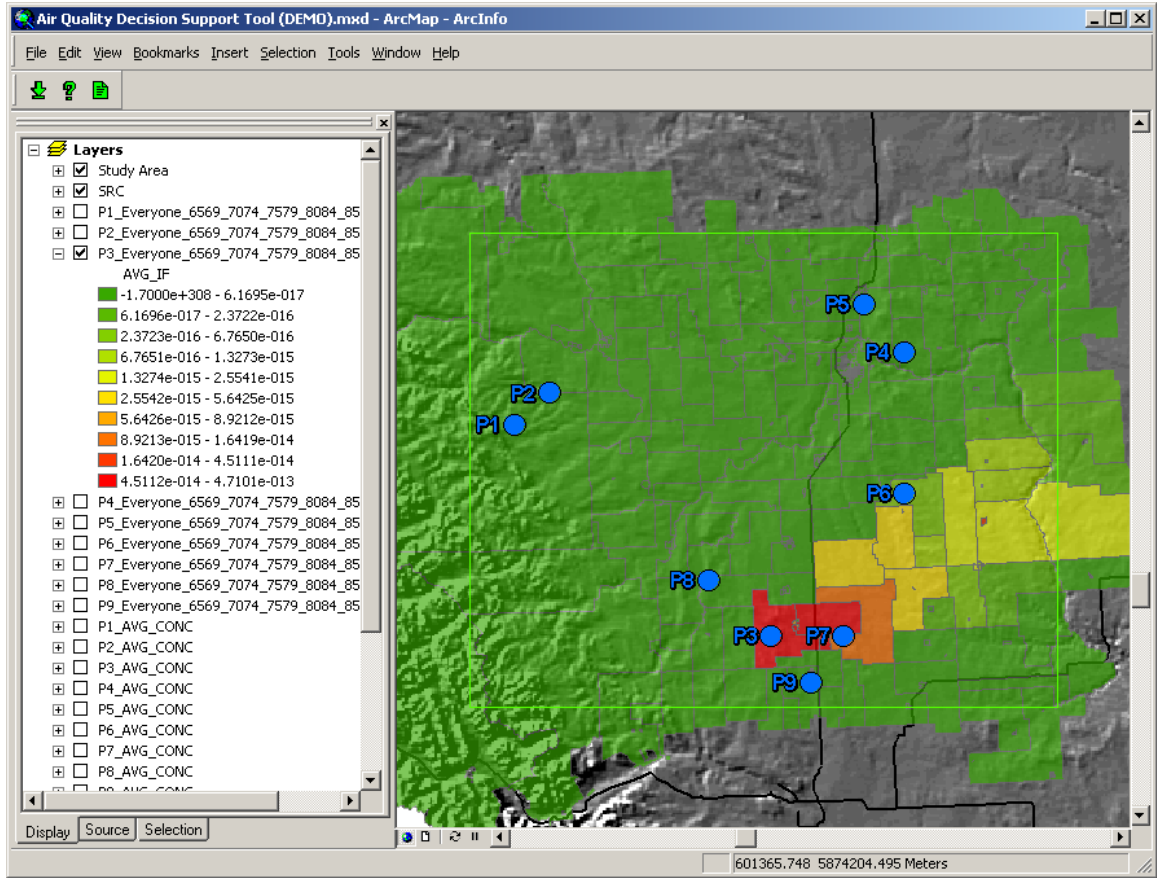 Air Quality Decision Support Tool (DEMO).mxd - ArcMap - ArcInfo
File Edit View Bookmarks Insert Selection Tools Window Help
Layers
Study Area
SRC
P1_Everyone_6569_7074_7579_8084_85
P2_Everyone_6569_7074_7579_8084_85
P3_Everyone_6569_7074_7579_8084_85
AVG_IF
-1.7000e+308 - 6.1695e-017
6.1696e-017 - 2.3722e-016
2.3723e-016 - 6.7650e-016
6.7651e-016 - 1.3273e-015
1.3274e-015 - 2.5541e-015
2.5542e-015 - 5.6425e-015
5.6426e-015 - 8.9212e-015
8.9213e-015 - 1.6419e-014
1.6420e-014 - 4.5111e-014
4.5112e-014 - 4.7101e-013
P4_Everyone_6569_7074_7579_8084_85
P5_Everyone_6569_7074_7579_8084_85
P6_Everyone_6569_7074_7579_8084_85
P7_Everyone_6569_7074_7579_8084_85
P8_Everyone_6569_7074_7579_8084_85
P9_Everyone_6569_7074_7579_8084_85
P1_AVG_CONC
P2_AVG_CONC
P3_AVG_CONC
P4_AVG_CONC
P5_AVG_CONC
P6_AVG_CONC
P7_AVG_CONC
P8_AVG_CONC
P9_AVG_CONC
Display Source Selection
P5
P4
P2
P1
P6
P8
P3
P7
P9
601365.748 5874204.495 Meters